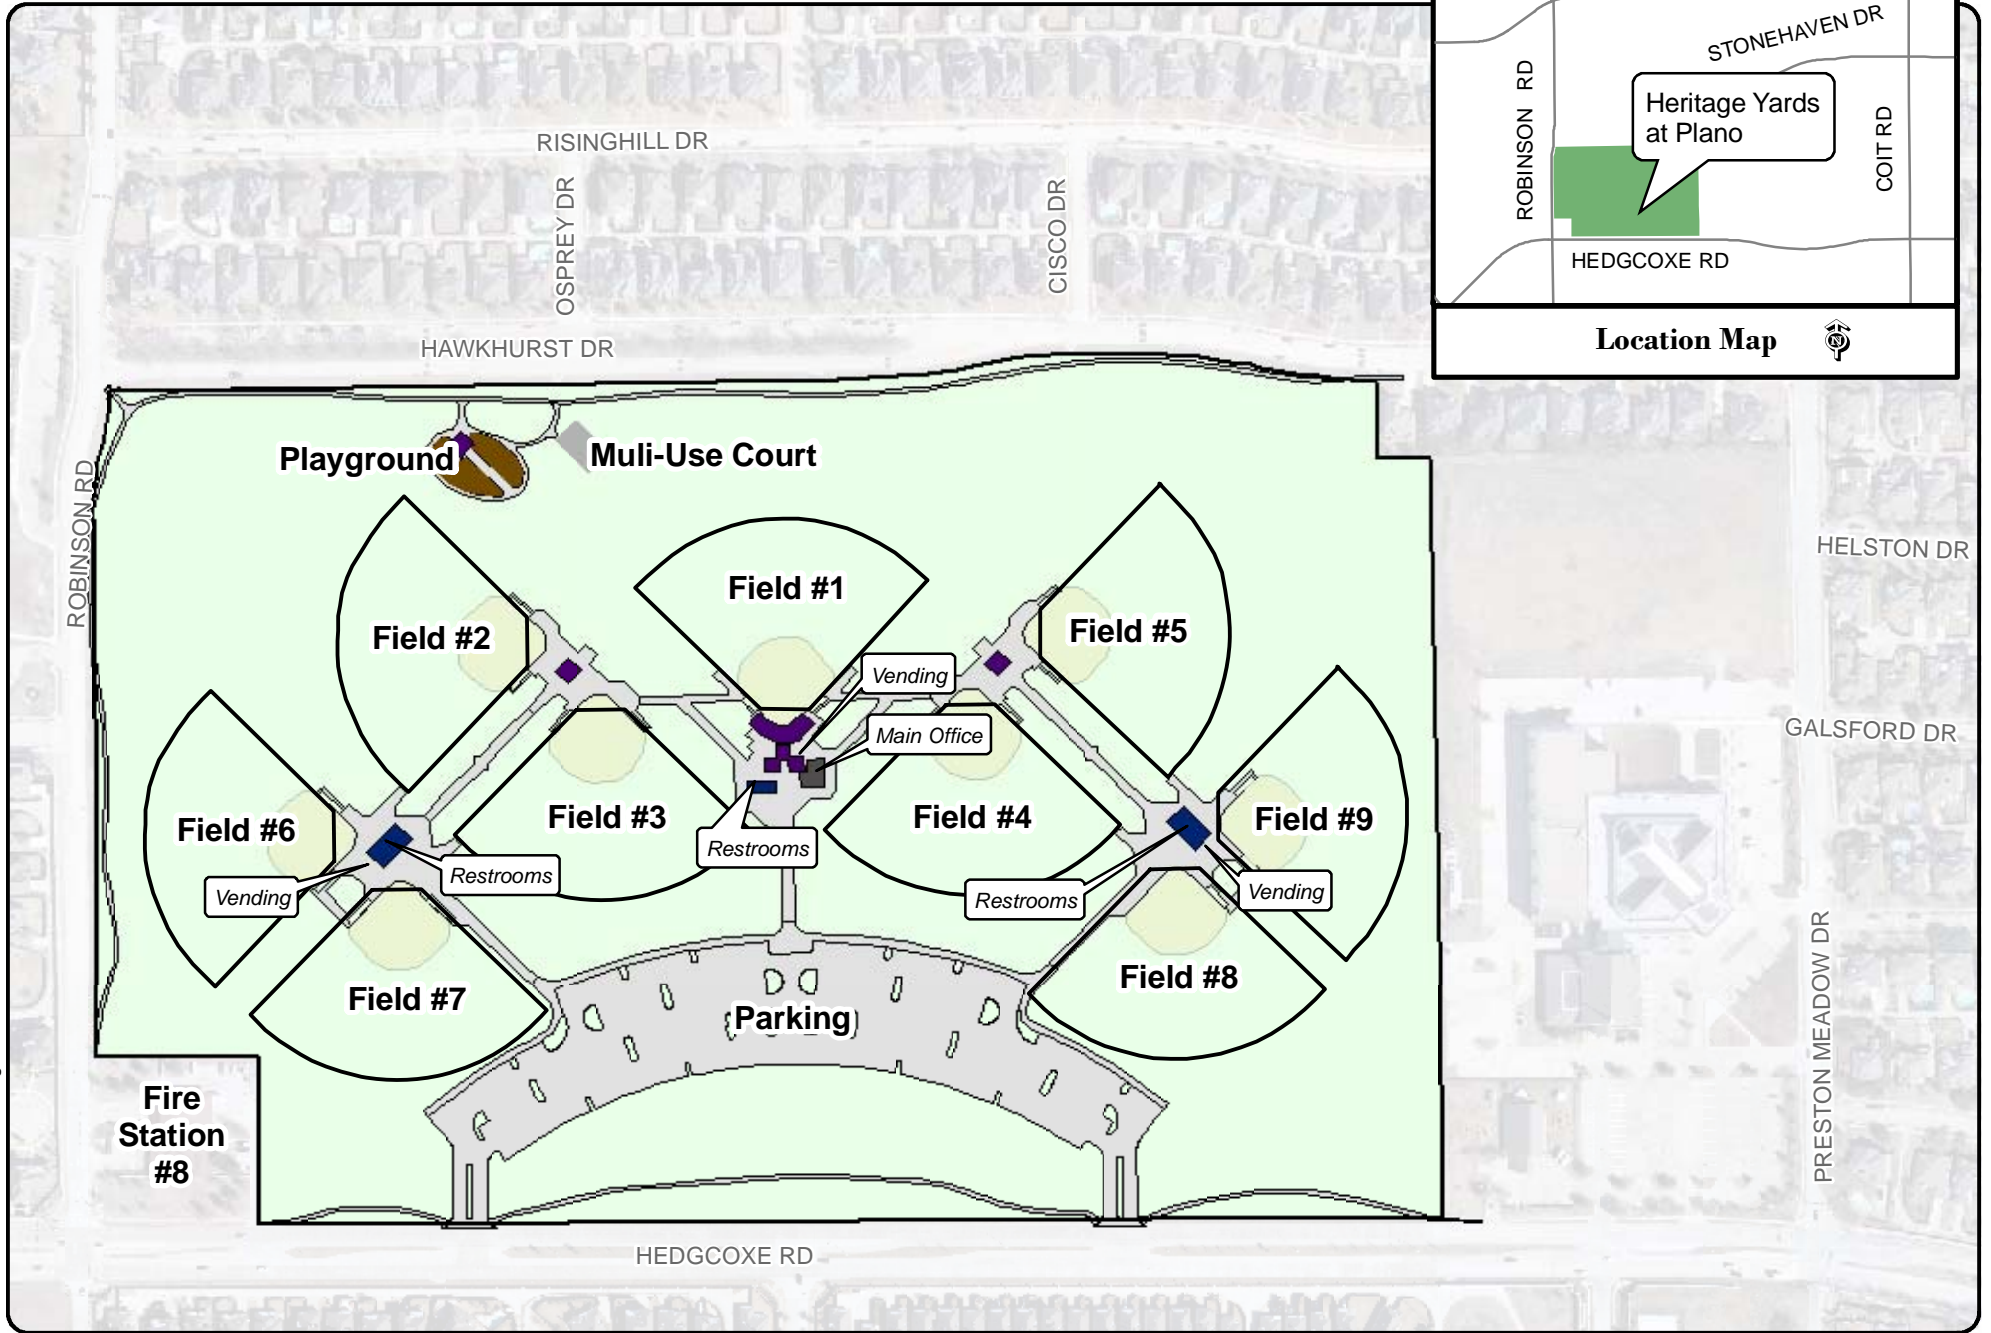 STONEHAVEN DR
ROBINSON RD
Heritage Yards
at Plano
COIT RD
HEDGCOXE RD
Location Map
N
RISINGHILL DR
OSPREY DR
CISCO DR
HAWKHURST DR
Playground
Muli-Use Court
ROBINSON RD
HELSTON DR
Field #1
Field #2
Field #5
Vending
GALSFORD DR
Main Office
Field #3
Field #4
Field #9
Field #6
Restrooms
Restrooms
Vending
Restrooms
Vending
Field #8
Field #7
Parking
PRESTON MEADOW DR
Fire
Station
#8
HEDGCOXE RD